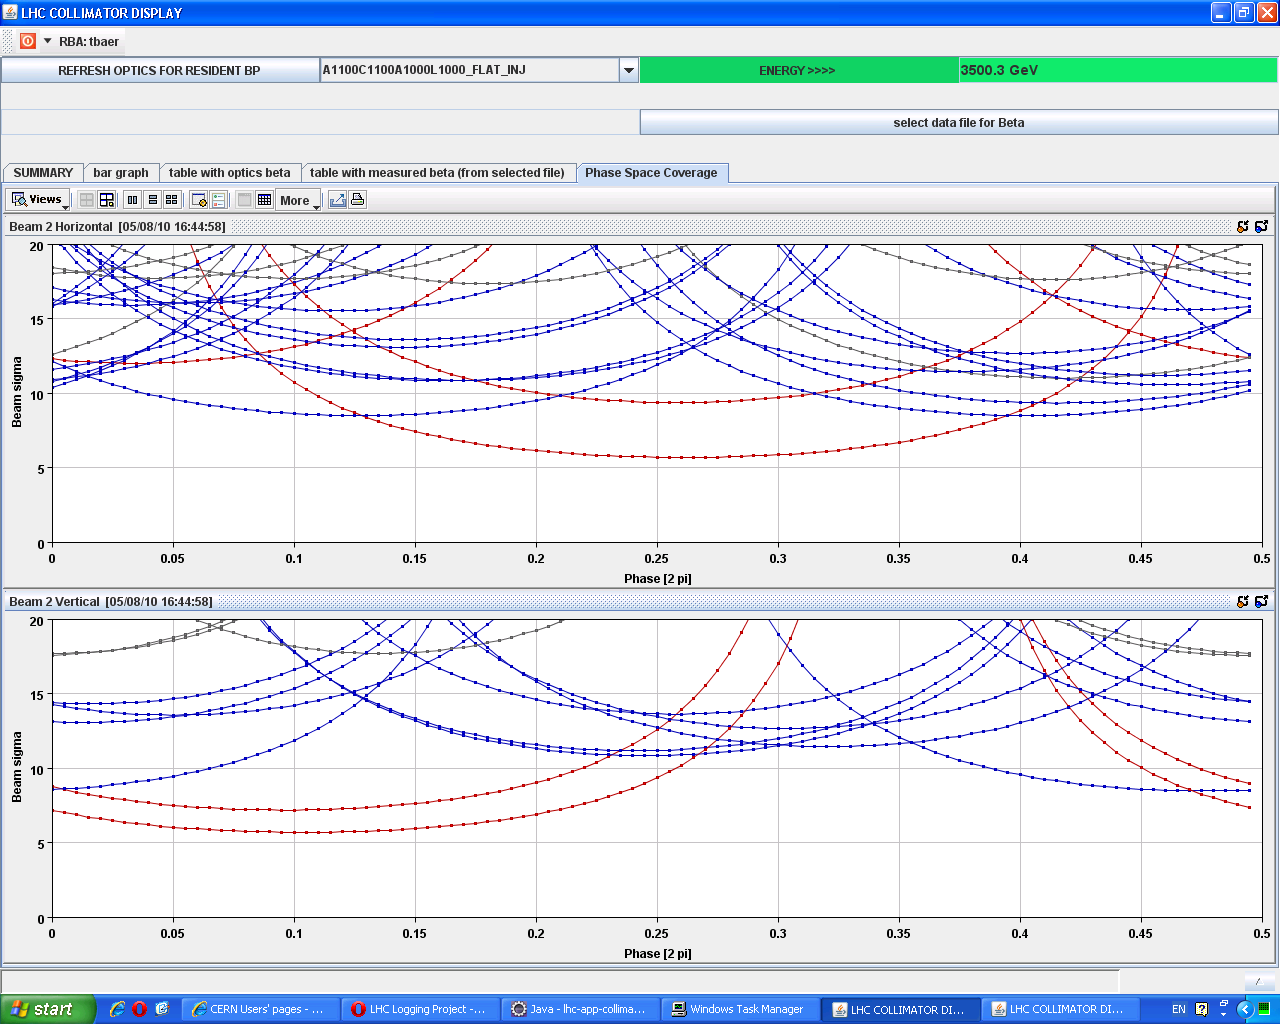 LHC COLLIMATOR DISPLAY
RBA: tbaer
REFRESH OPTICS FOR RESIDENT BP A1100C1100A1000L1000_FLAT_INJ ENERGY >>>> 3500.3 GeV
select data file for Beta
SUMMARY bar graph table with optics beta table with measured beta (from selected file) Phase Space Coverage
Views More
Beam 2 Horizontal [05/08/10 16:44:58]
20
15
10
5
0
Beam sigma
0 0.05 0.1 0.15 0.2 0.25 0.3 0.35 0.4 0.45 0.5
Phase [2 pi]
Beam 2 Vertical [05/08/10 16:44:58]
20
15
10
5
0
Beam sigma
0 0.05 0.1 0.15 0.2 0.25 0.3 0.35 0.4 0.45 0.5
Phase [2 pi]
start CERN Users' pages - ... LHC Logging Project -... Java - lhc-app-collima... Windows Task Manager LHC COLLIMATOR DI... LHC COLLIMATOR DI... EN